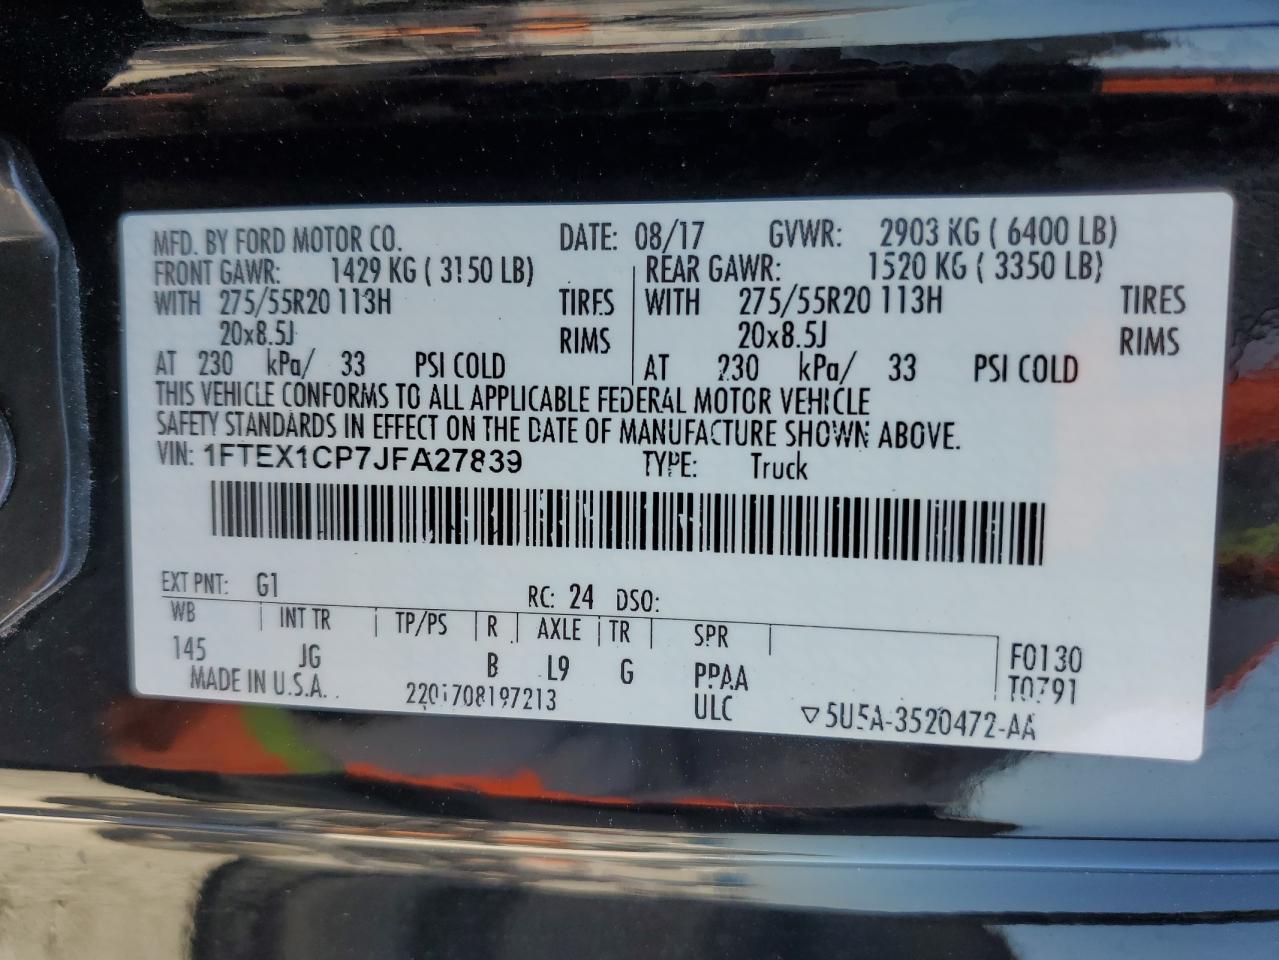 MFD. BY FORD MOTOR CO. DATE: 08/17 GVWR: 2903 KG ( 6400 LB)
FRONT GAWR: 1429 KG ( 3150 LB) REAR GAWR: 1520 KG ( 3350 LB)
WITH 275/55R20 113H TIRES WITH 275/55R20 113H TIRES
20x8.5J RIMS 20x8.5J RIMS
AT 230 kPa/ 33 PSI COLD AT 230 kPa/ 33 PSI COLD
THIS VEHICLE CONFORMS TO ALL APPLICABLE FEDERAL MOTOR VEHICLE
SAFETY STANDARDS IN EFFECT ON THE DATE OF MANUFACTURE SHOWN ABOVE.
VIN: 1FTEX1CP7JFA27839 TYPE: Truck
EXT PNT: G1 RC: 24 DSO:
WB INT TR TP/PS R AXLE TR SPR
145 JG B L9 G PPAA F0130
MADE IN U.S.A. 2201708197213 ULC T0791
▽5U5A-3520472-AA